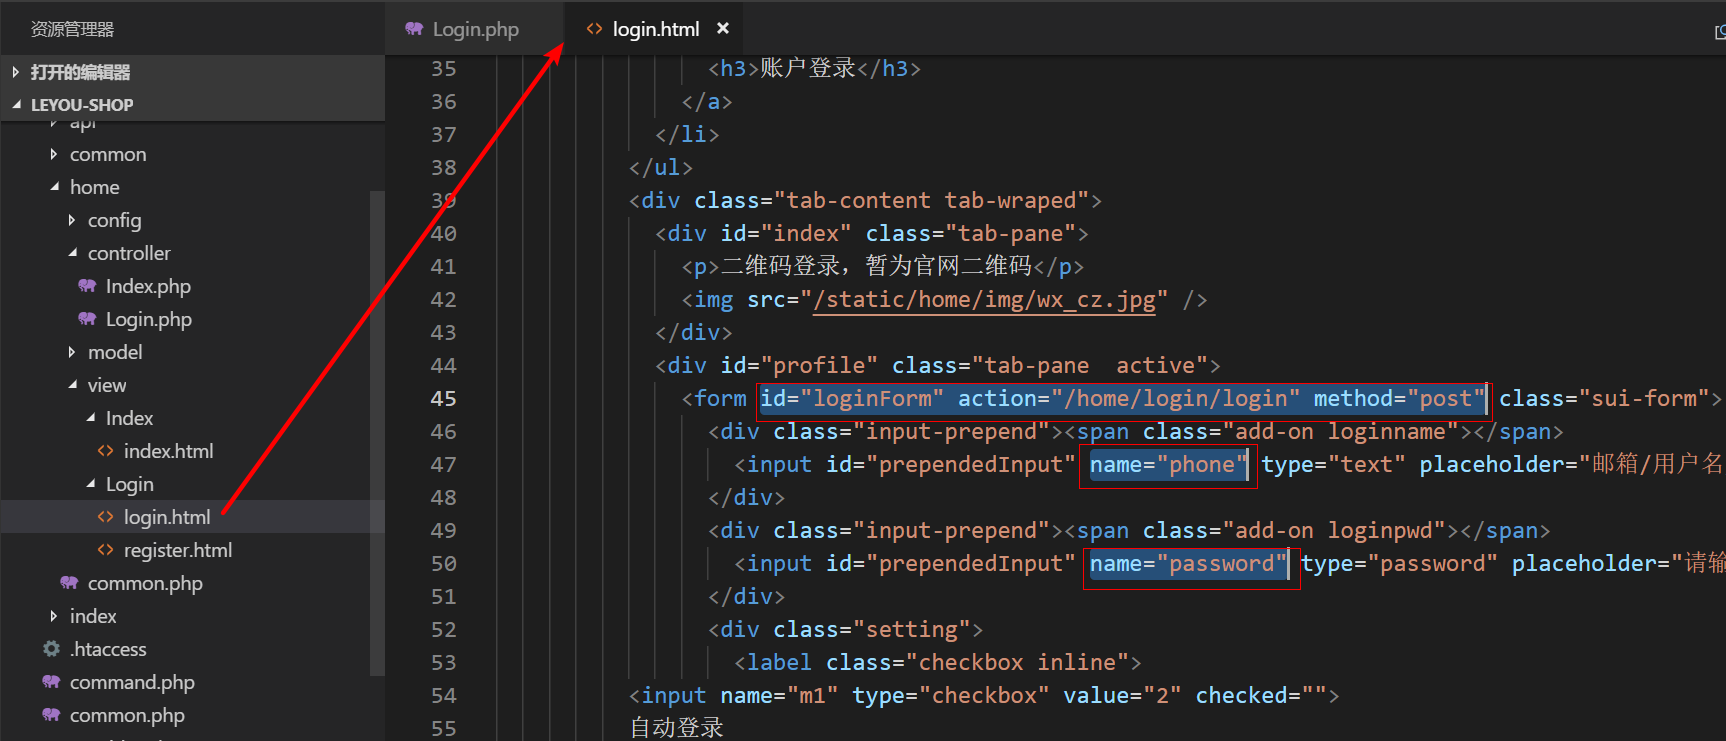 资源管理器
打开的编辑器
LEYOU-SHOP
api
common
home
config
controller
Index.php
Login.php
model
view
Index
index.html
Login
login.html
register.html
common.php
index
.htaccess
command.php
common.php
Login.php
login.html
35 <h3>账户登录</h3>
36 </a>
37 </li>
38 </ul>
39 <div class="tab-content tab-wraped">
40 <div id="index" class="tab-pane">
41 <p>二维码登录，暂为官网二维码</p>
42 <img src="/static/home/img/wx_cz.jpg" />
43 </div>
44 <div id="profile" class="tab-pane  active">
45 <form id="loginForm" action="/home/login/login" method="post" class="sui-form">
46 <div class="input-prepend"><span class="add-on loginname"></span>
47 <input id="prependedInput" name="phone" type="text" placeholder="邮箱/用户名
48 </div>
49 <div class="input-prepend"><span class="add-on loginpwd"></span>
50 <input id="prependedInput" name="password" type="password" placeholder="请输
51 </div>
52 <div class="setting">
53 <label class="checkbox inline">
54 <input name="m1" type="checkbox" value="2" checked="">
55 自动登录